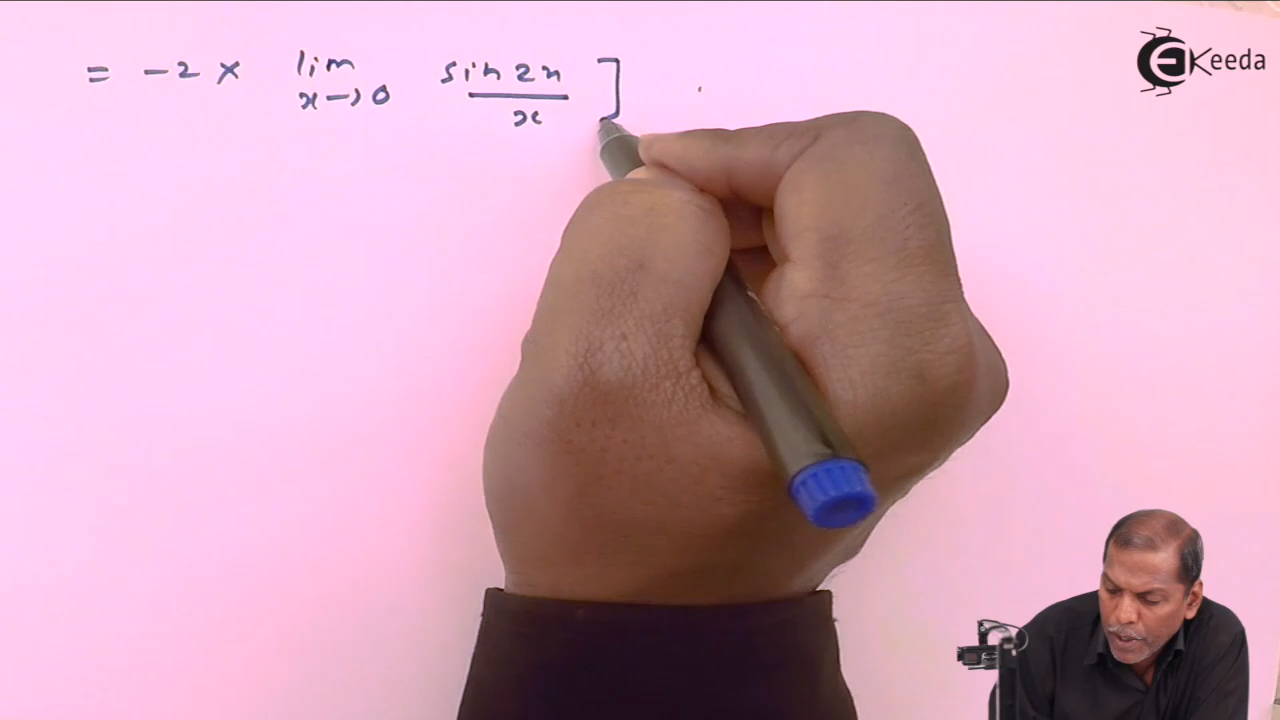 = -2 × lim sin 2x ]
x→0 x
EKeeda